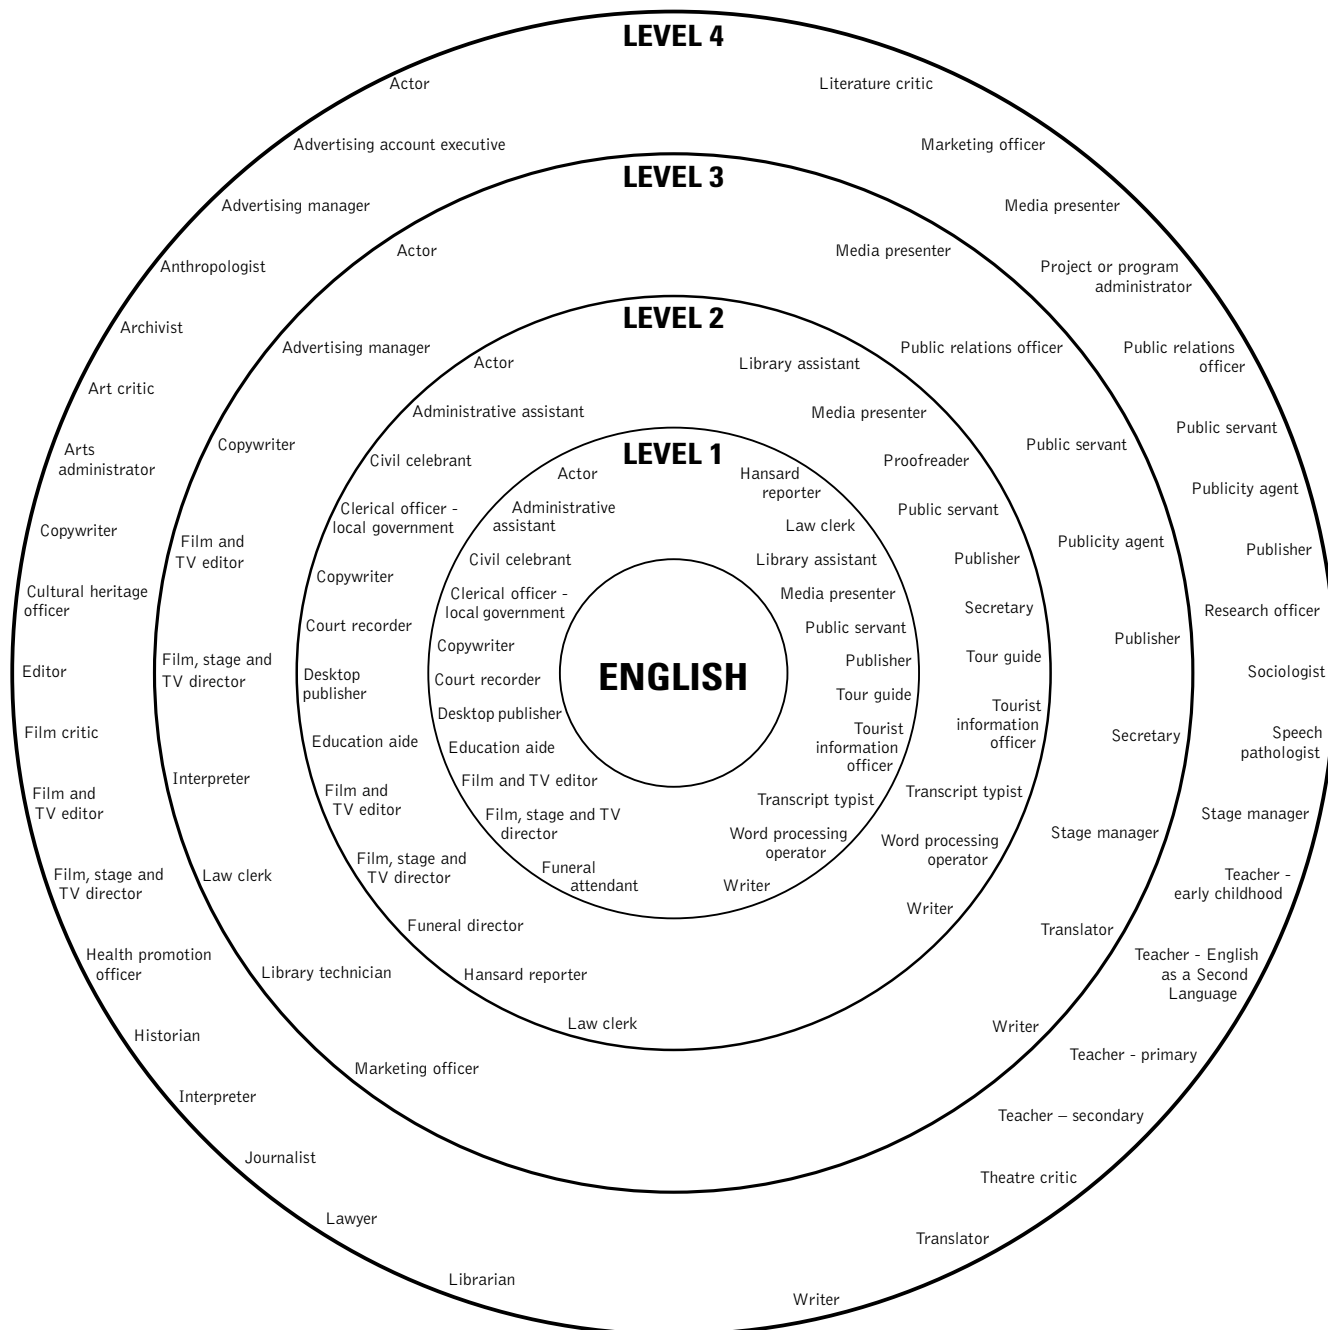 LEVEL 4
Actor
Advertising account executive
Advertising manager
Anthropologist
Archivist
Art critic
Arts
administrator
Copywriter
Cultural heritage
officer
Editor
Film critic
Film and
TV editor
Film, stage and
TV director
Health promotion
officer
Historian
Interpreter
Journalist
Lawyer
Librarian
Literature critic
Marketing officer
Media presenter
Project or program
administrator
Public relations
officer
Public servant
Publicity agent
Publisher
Research officer
Sociologist
Speech
pathologist
Stage manager
Teacher -
early childhood
Teacher - English
as a Second
Language
Teacher - primary
Teacher – secondary
Theatre critic
Translator
Writer
LEVEL 3
Actor
Advertising manager
Copywriter
Film and
TV editor
Film, stage and
TV director
Interpreter
Law clerk
Library technician
Marketing officer
Media presenter
Public relations officer
Public servant
Publicity agent
Publisher
Secretary
Stage manager
Translator
Writer
LEVEL 2
Actor
Administrative assistant
Civil celebrant
Clerical officer -
local government
Copywriter
Court recorder
Desktop
publisher
Education aide
Film and
TV editor
Film, stage and
TV director
Funeral director
Hansard reporter
Law clerk
Library assistant
Media presenter
Proofreader
Public servant
Publisher
Secretary
Tour guide
Tourist
information
officer
Transcript typist
Word processing
operator
Writer
LEVEL 1
Actor
Administrative
assistant
Civil celebrant
Clerical officer -
local government
Copywriter
Court recorder
Desktop publisher
Education aide
Film and TV editor
Film, stage and TV
director
Funeral
attendant
Hansard
reporter
Law clerk
Library assistant
Media presenter
Public servant
Publisher
Tour guide
Tourist
information
officer
Transcript typist
Word processing
operator
Writer
ENGLISH